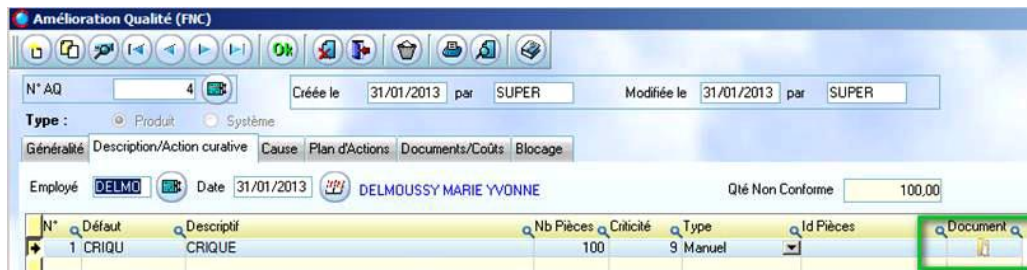 Amélioration Qualité (FNC)
Ok
N° AQ 4 Créée le 31/01/2013 par SUPER Modifiée le 31/01/2013 par SUPER
Type : Produit Système
Généralité Description/Action curative Cause Plan d'Actions Documents/Coûts Blocage
Employé DELMO Date 31/01/2013 DELMOUSSY MARIE YVONNE Qté Non Conforme 100,00
N° Défaut Descriptif Nb Pièces Criticité Type Id Pièces Document
1 CRIQU CRIQUE 100 9 Manuel